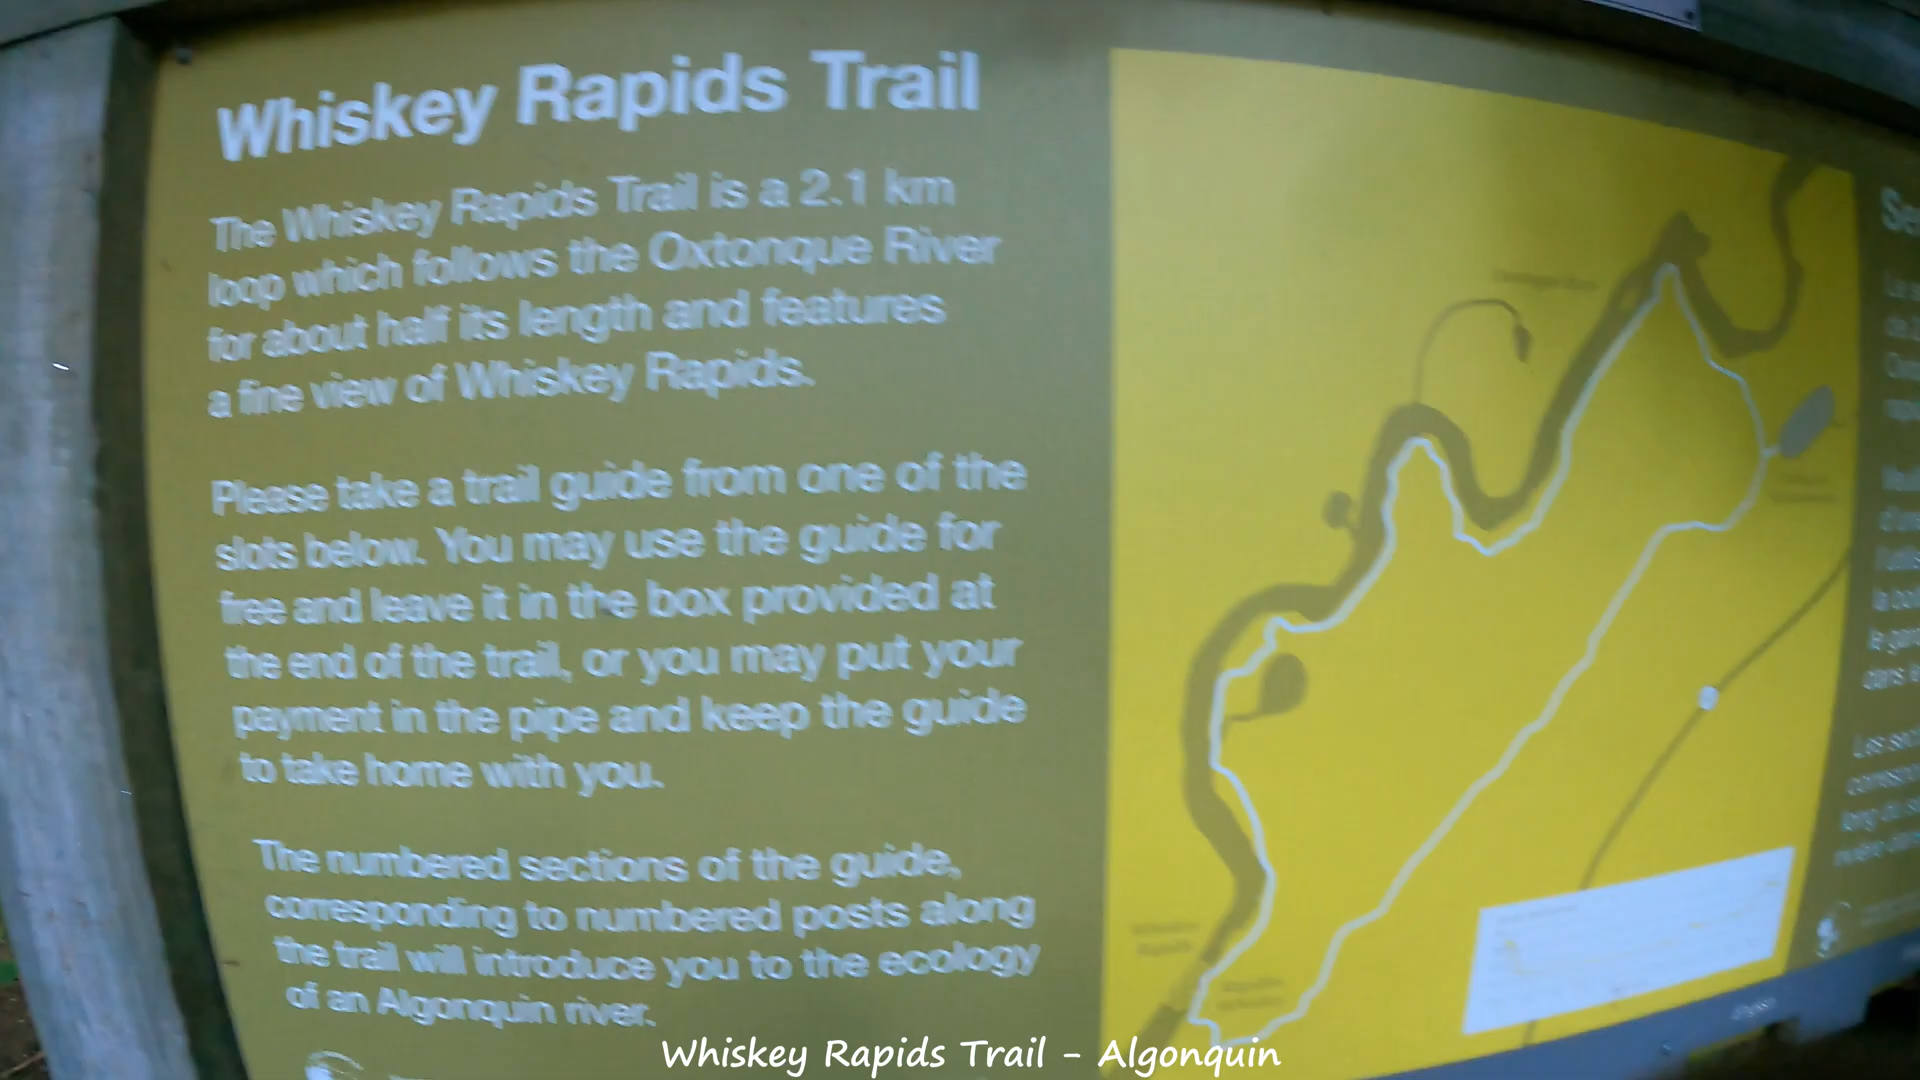 Whiskey Rapids Trail
The Whiskey Rapids Trail is a 2.1 km
loop which follows the Oxtonque River
for about half its length and features
a fine view of Whiskey Rapids.
Please take a trail guide from one of the
slots below. You may use the guide for
free and leave it in the box provided at
the end of the trail, or you may put your
payment in the pipe and keep the guide
to take home with you.
The numbered sections of the guide,
corresponding to numbered posts along
the trail will introduce you to the ecology
of an Algonquin river.
Whiskey
Rapids
Whiskey Rapids Trail - Algonquin